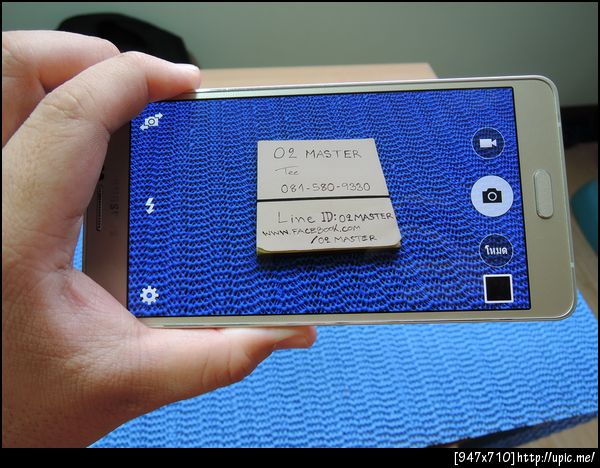 O2 MASTER
Tee
081-580-9330
Line ID: O2MASTER
WWW.FACEBOOK.COM
/O2 MASTER
โหมด
[947x710]http://upic.me/